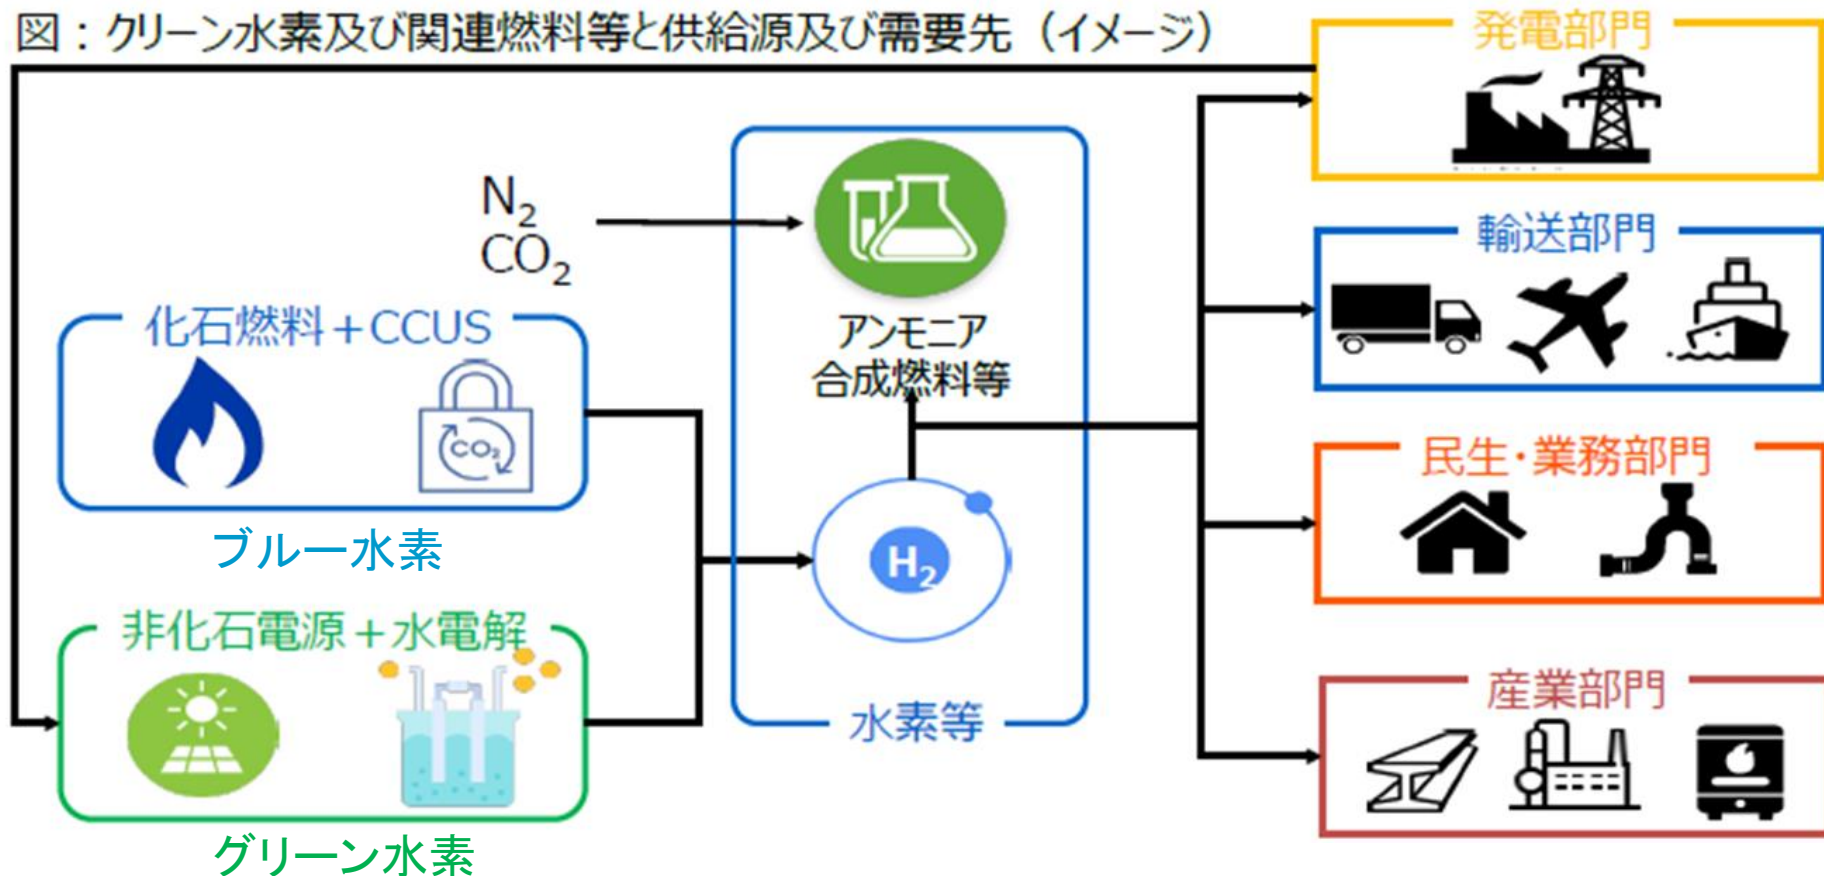 図：クリーン水素及び関連燃料等と供給源及び需要先（イメージ）
N₂
CO₂
化石燃料＋CCUS
CO₂
ブルー水素
非化石電源＋水電解
グリーン水素
アンモニア
合成燃料等
H₂
水素等
発電部門
輸送部門
民生・業務部門
産業部門